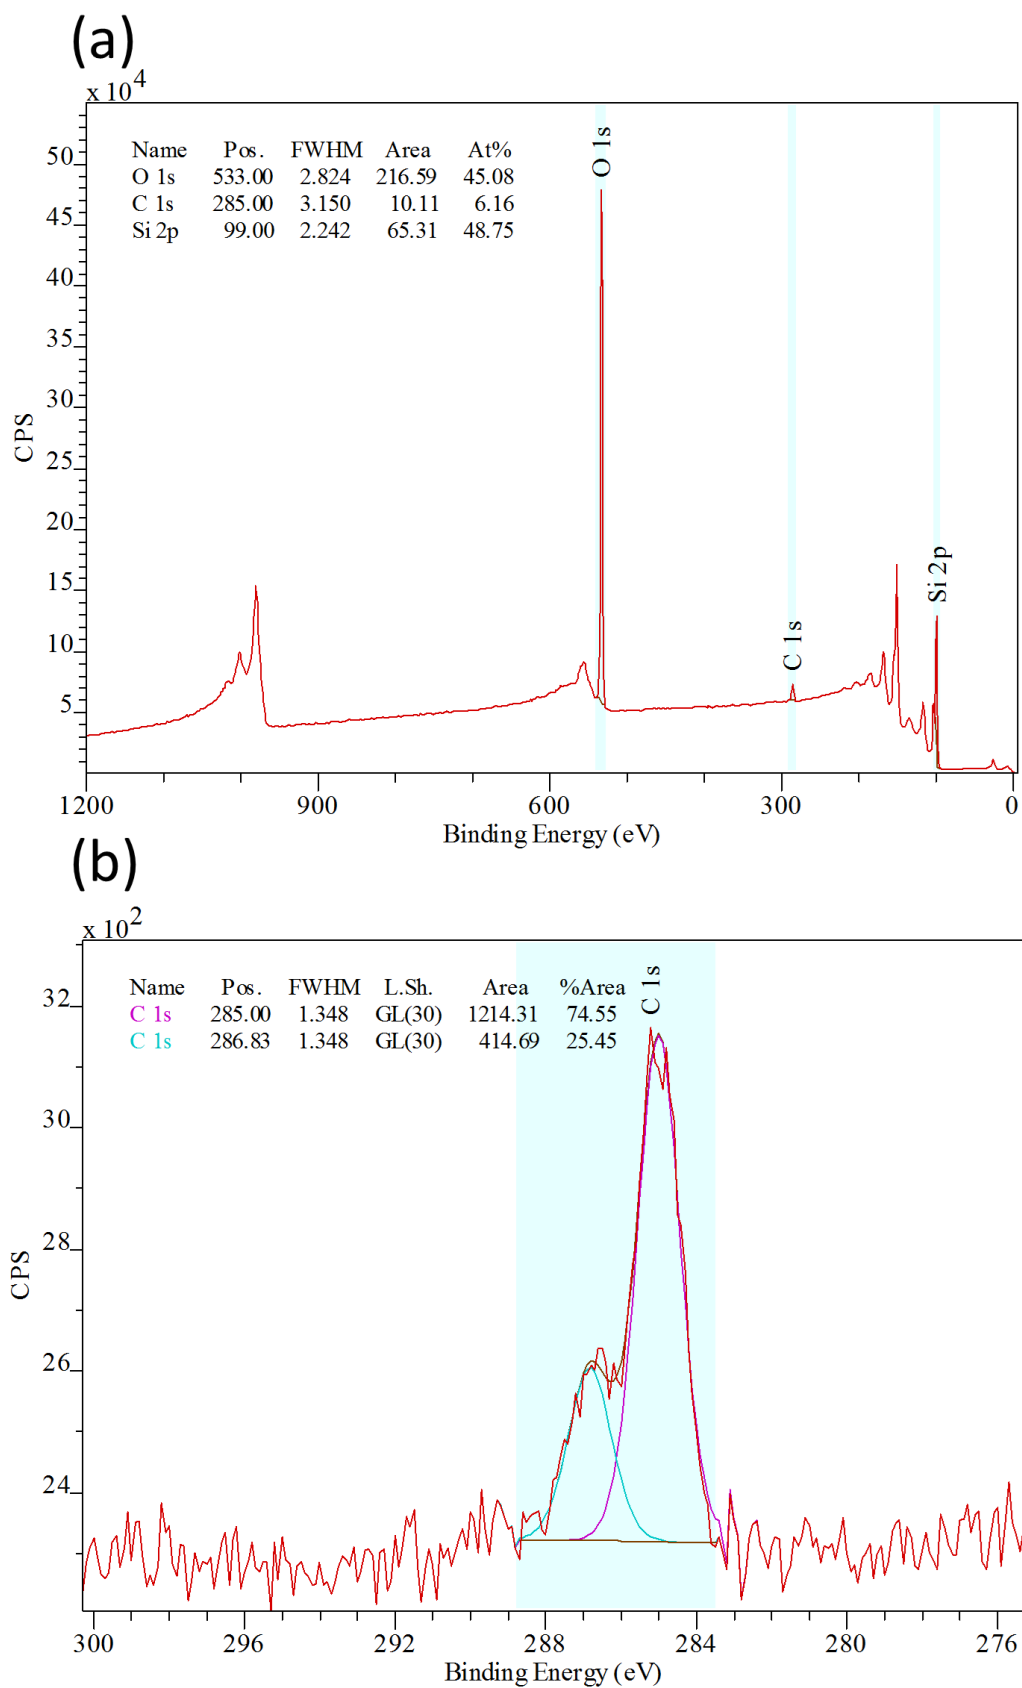 (a)
x 10^4
Name Pos. FWHM Area At%
O 1s 533.00 2.824 216.59 45.08
C 1s 285.00 3.150 10.11 6.16
Si 2p 99.00 2.242 65.31 48.75
O 1s
C 1s
Si 2p
50
45
40
35
30
25
20
15
10
5
CPS
1200 900 600 300 0
Binding Energy (eV)
(b)
x 10^2
Name Pos. FWHM L.Sh. Area %Area
C 1s 285.00 1.348 GL(30) 1214.31 74.55
C 1s 286.83 1.348 GL(30) 414.69 25.45
C 1s
32
30
28
26
24
CPS
300 296 292 288 284 280 276
Binding Energy (eV)